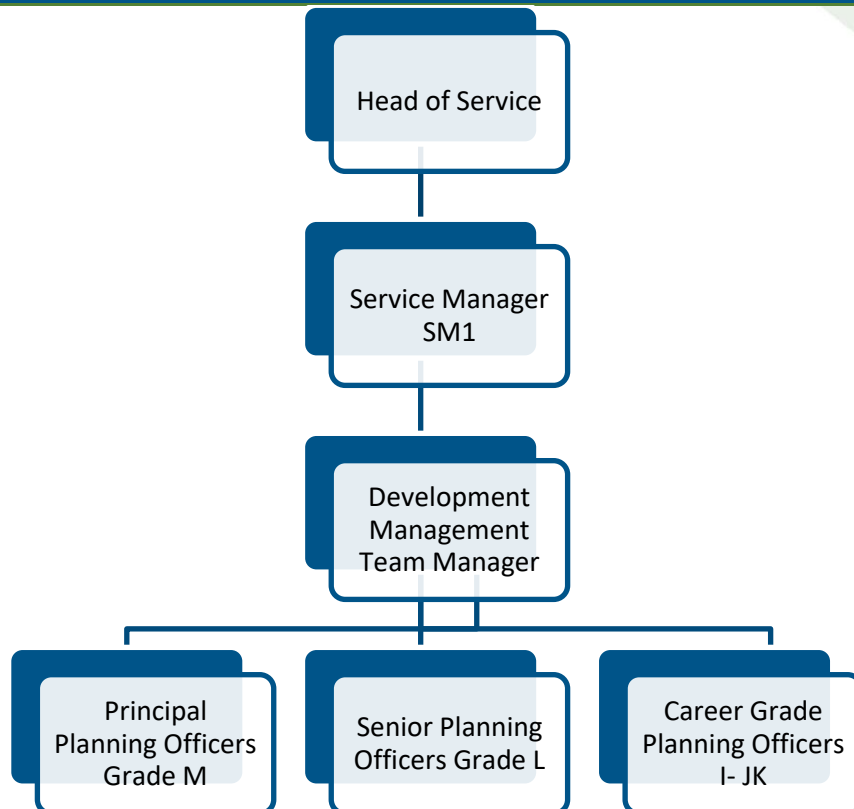 Head of Service
Service Manager
SM1
Development
Management
Team Manager
Principal
Planning Officers
Grade M
Senior Planning
Officers Grade L
Career Grade
Planning Officers
I- JK